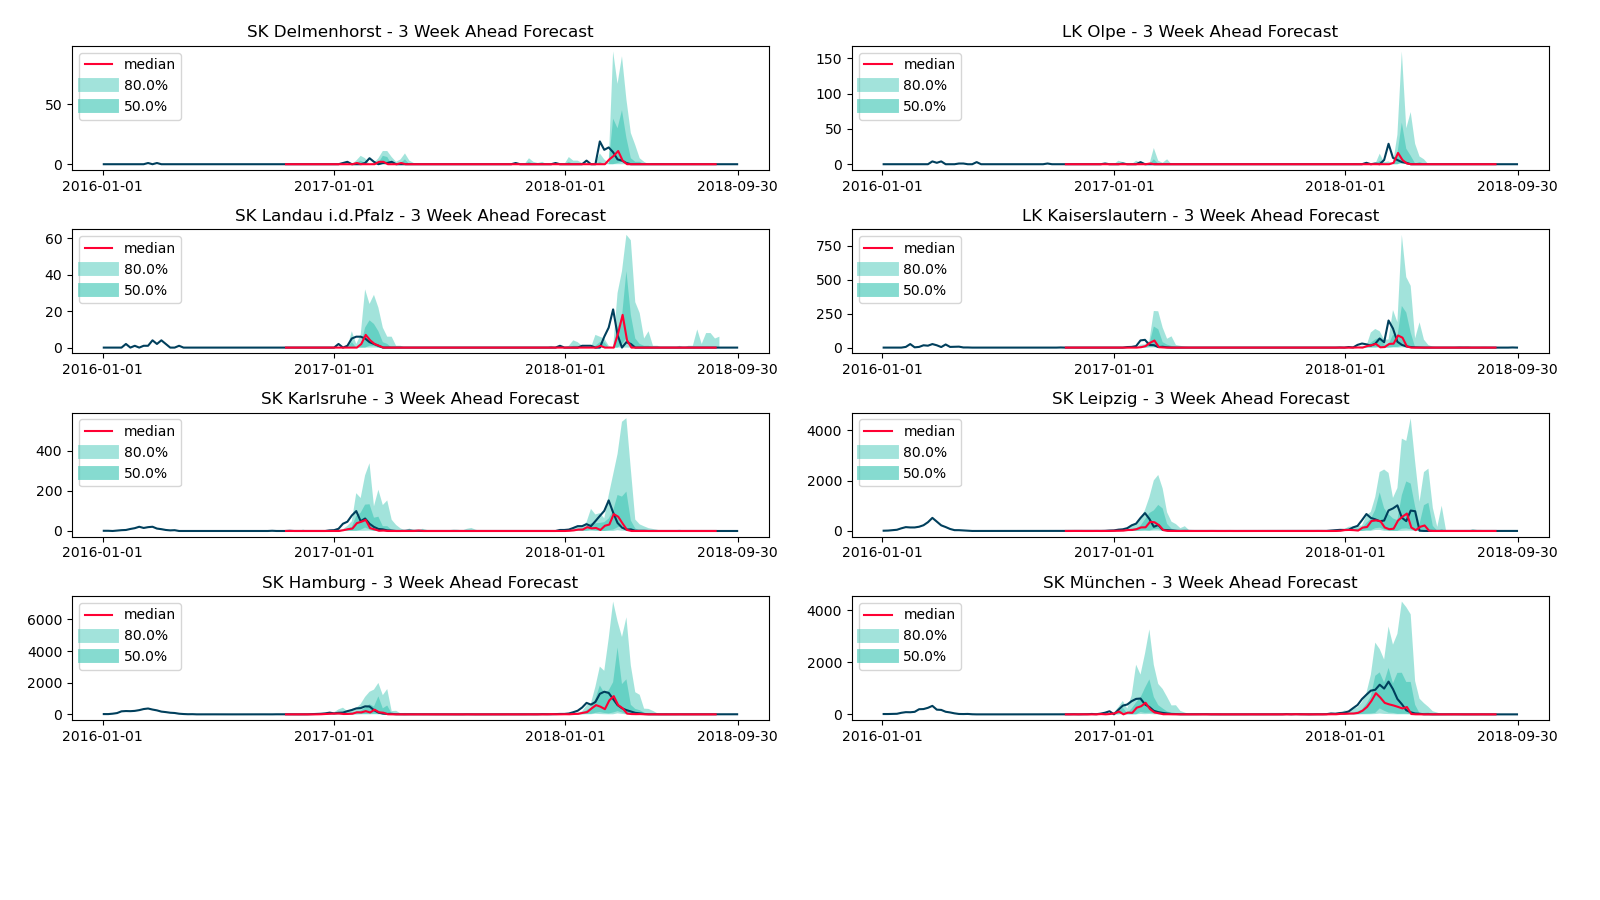 SK Delmenhorst - 3 Week Ahead Forecast
median
80.0%
50.0%
50
0
2016-01-01 2017-01-01 2018-01-01 2018-09-30
LK Olpe - 3 Week Ahead Forecast
median
80.0%
50.0%
150
100
50
0
2016-01-01 2017-01-01 2018-01-01 2018-09-30
SK Landau i.d.Pfalz - 3 Week Ahead Forecast
median
80.0%
50.0%
60
40
20
0
2016-01-01 2017-01-01 2018-01-01 2018-09-30
LK Kaiserslautern - 3 Week Ahead Forecast
median
80.0%
50.0%
750
500
250
0
2016-01-01 2017-01-01 2018-01-01 2018-09-30
SK Karlsruhe - 3 Week Ahead Forecast
median
80.0%
50.0%
400
200
0
2016-01-01 2017-01-01 2018-01-01 2018-09-30
SK Leipzig - 3 Week Ahead Forecast
median
80.0%
50.0%
4000
2000
0
2016-01-01 2017-01-01 2018-01-01 2018-09-30
SK Hamburg - 3 Week Ahead Forecast
median
80.0%
50.0%
6000
4000
2000
0
2016-01-01 2017-01-01 2018-01-01 2018-09-30
SK München - 3 Week Ahead Forecast
median
80.0%
50.0%
4000
2000
0
2016-01-01 2017-01-01 2018-01-01 2018-09-30